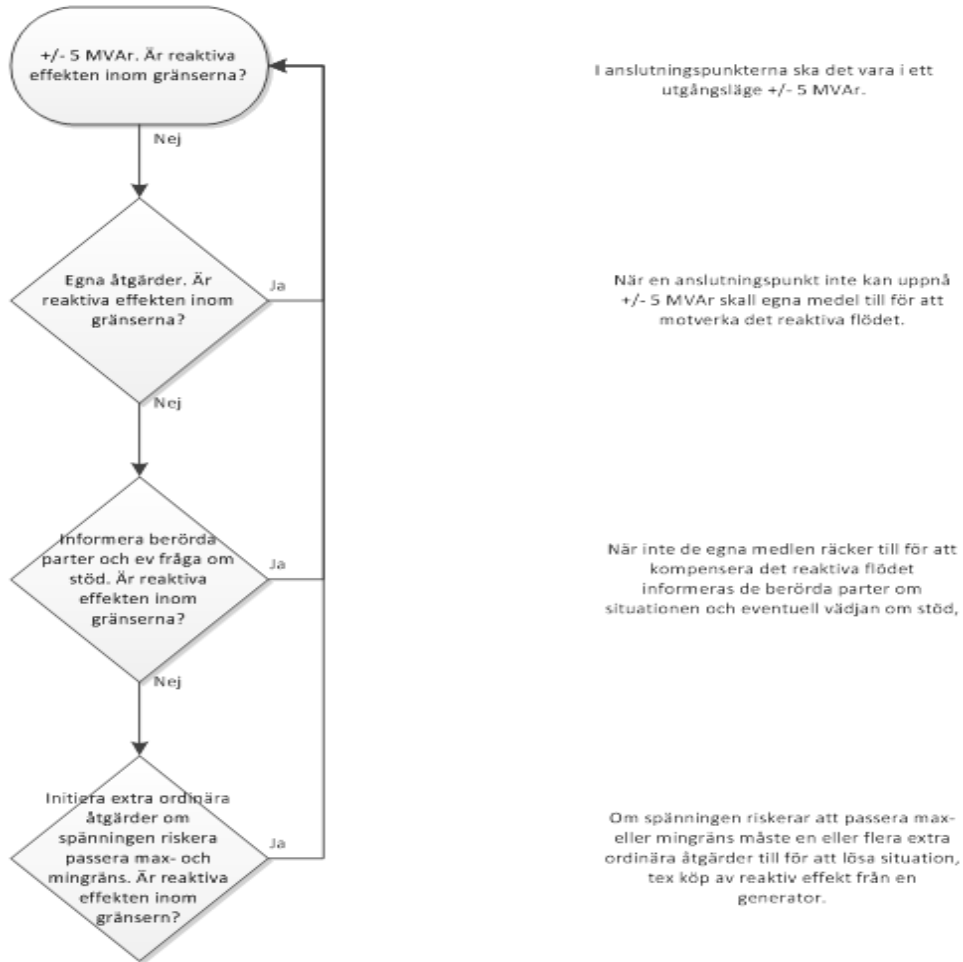 +/- 5 MVAr. Är reaktiva
effekten inom gränserna?
I anslutningspunkterna ska det vara i ett
utgångsläge +/- 5 MVAr.
Nej
Egna åtgärder. Är
reaktiva effekten inom
gränserna?
Ja
När en anslutningspunkt inte kan uppnå
+/- 5 MVAr skall egna medel till för att
motverka det reaktiva flödet.
Nej
Informera berörda
parter och ev fråga om
stöd. Är reaktiva
effekten inom
gränserna?
Ja
När inte de egna medlen räcker till för att
kompensera det reaktiva flödet
informeras de berörda parter om
situationen och eventuell vädjan om stöd,
Nej
Initiera extra ordinära
åtgärder om
spänningen riskera
passera max- och
mingräns. Är reaktiva
effekten inom
gränsern?
Ja
Om spänningen riskerar att passera max-
eller mingräns måste en eller flera extra
ordinära åtgärder till för att lösa situation,
tex köp av reaktiv effekt från en
generator.